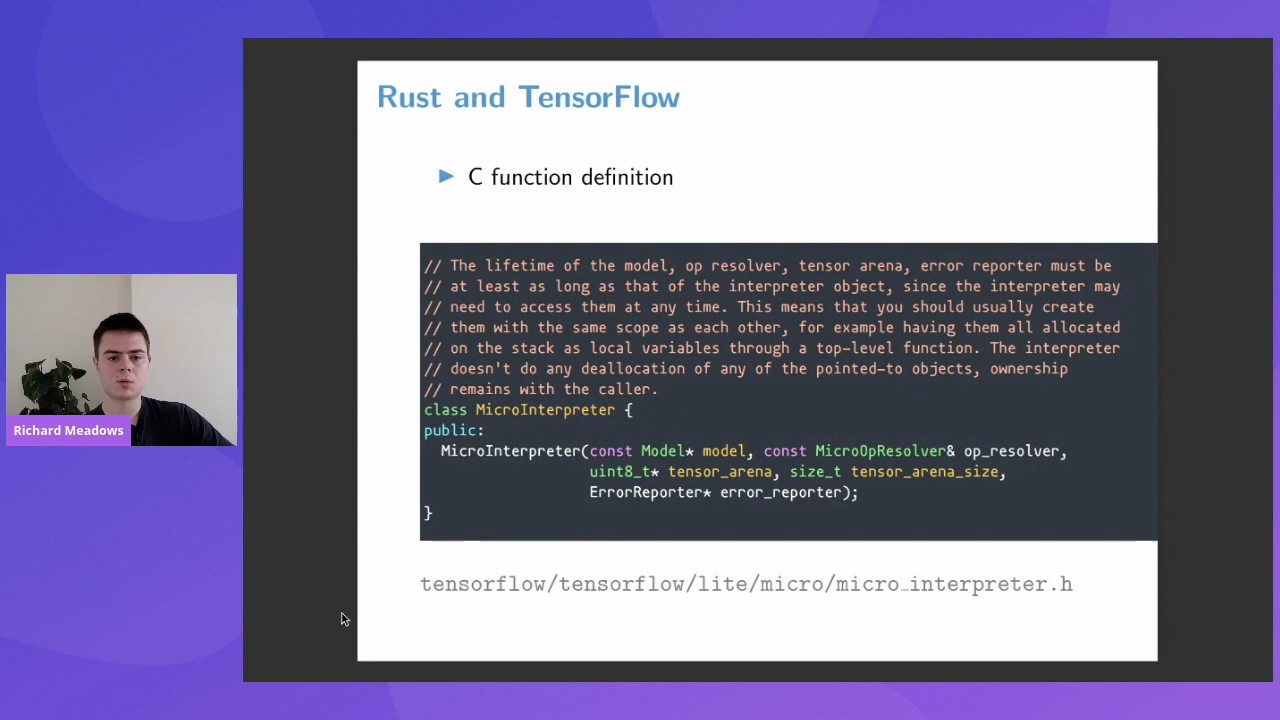 Rust and TensorFlow
C function definition
// The lifetime of the model, op resolver, tensor arena, error reporter must be
// at least as long as that of the interpreter object, since the interpreter may
// need to access them at any time. This means that you should usually create
// them with the same scope as each other, for example having them all allocated
// on the stack as local variables through a top-level function. The interpreter
// doesn't do any deallocation of any of the pointed-to objects, ownership
// remains with the caller.
class MicroInterpreter {
public:
MicroInterpreter(const Model* model, const MicroOpResolver& op_resolver,
uint8_t* tensor_arena, size_t tensor_arena_size,
ErrorReporter* error_reporter);
}
tensorflow/tensorflow/lite/micro/micro_interpreter.h
Richard Meadows